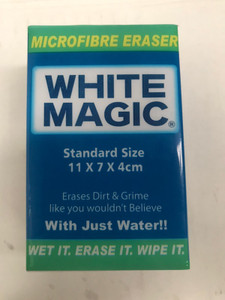 MICROFIBRE ERASER
WHITE
MAGIC®
Standard Size
11 X 7 X 4cm
Erases Dirt & Grime
like you wouldn't Believe
With Just Water!!
WET IT. ERASE IT. WIPE IT.